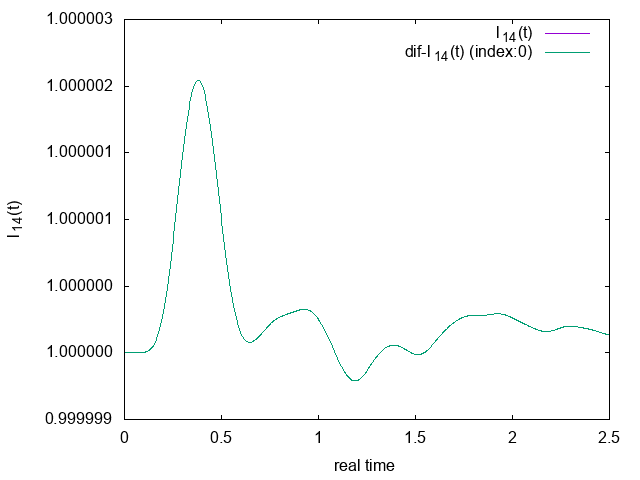 1.000003
1.000002
1.000001
1.000001
1.000000
1.000000
0.999999
0 0.5 1 1.5 2 2.5
real time
I14(t)
I14(t)
dif-I14(t) (index:0)